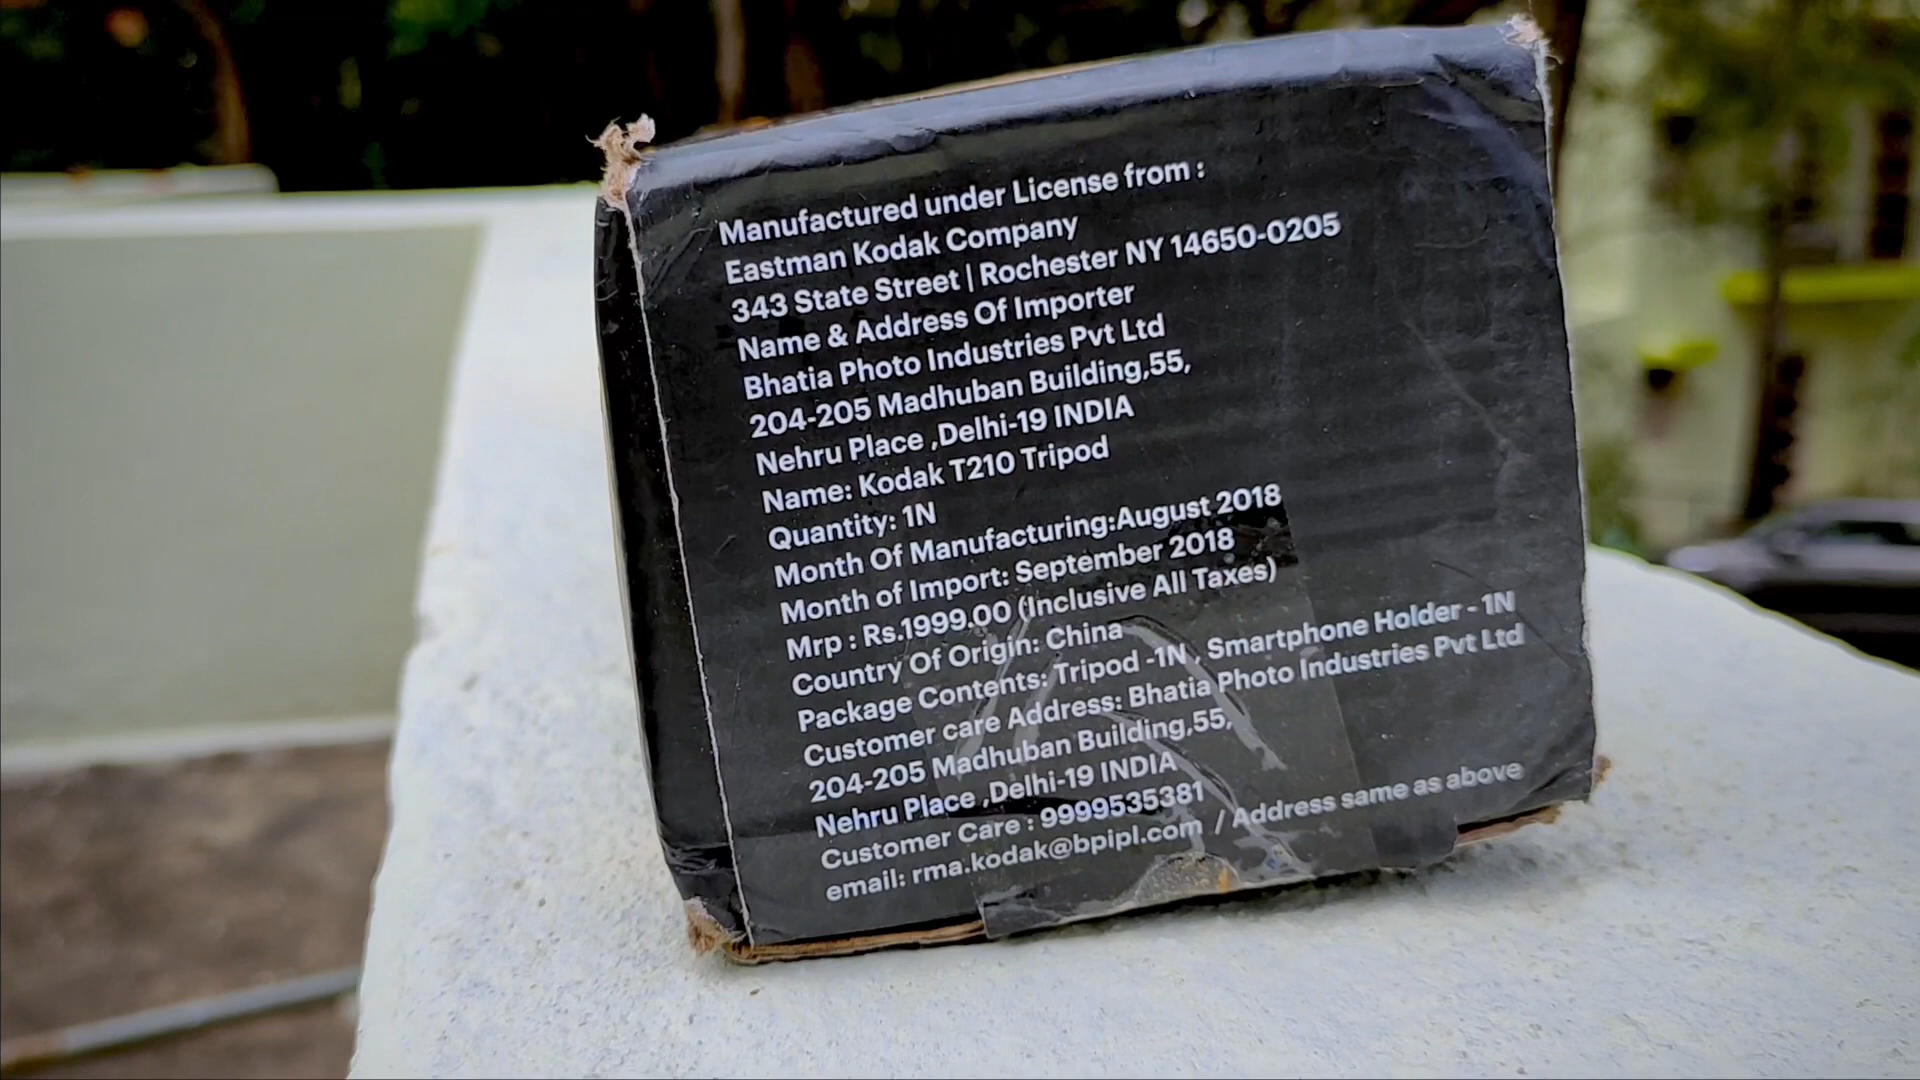 Manufactured under License from :
Eastman Kodak Company
343 State Street | Rochester NY 14650-0205
Name & Address Of Importer
Bhatia Photo Industries Pvt Ltd
204-205 Madhuban Building,55,
Nehru Place ,Delhi-19 INDIA
Name: Kodak T210 Tripod
Quantity: 1N
Month Of Manufacturing:August 2018
Month of Import: September 2018
Mrp : Rs.1999.00 (Inclusive All Taxes)
Country Of Origin: China
Package Contents: Tripod -1N , Smartphone Holder - 1N
Customer care Address: Bhatia Photo Industries Pvt Ltd
204-205 Madhuban Building,55,
Nehru Place ,Delhi-19 INDIA
Customer Care : 9999535381
email: rma.kodak@bpipl.com / Address same as above